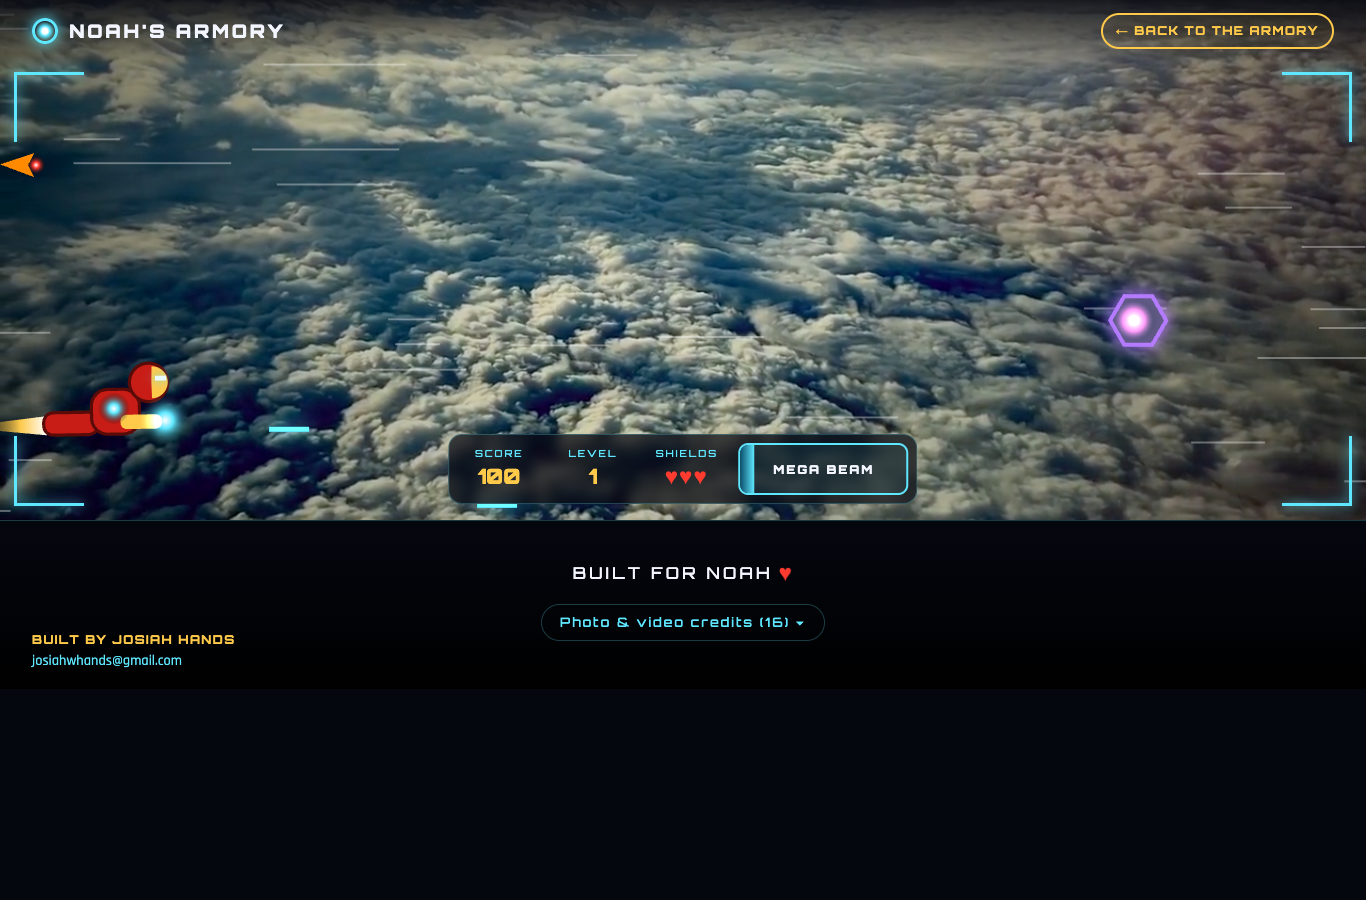 NOAH'S ARMORY
← BACK TO THE ARMORY
SCORE
100
LEVEL
1
SHIELDS
♥♥♥
MEGA BEAM
BUILT FOR NOAH ♥
Photo & video credits (16) ▾
BUILT BY JOSIAH HANDS
josiahwhands@gmail.com